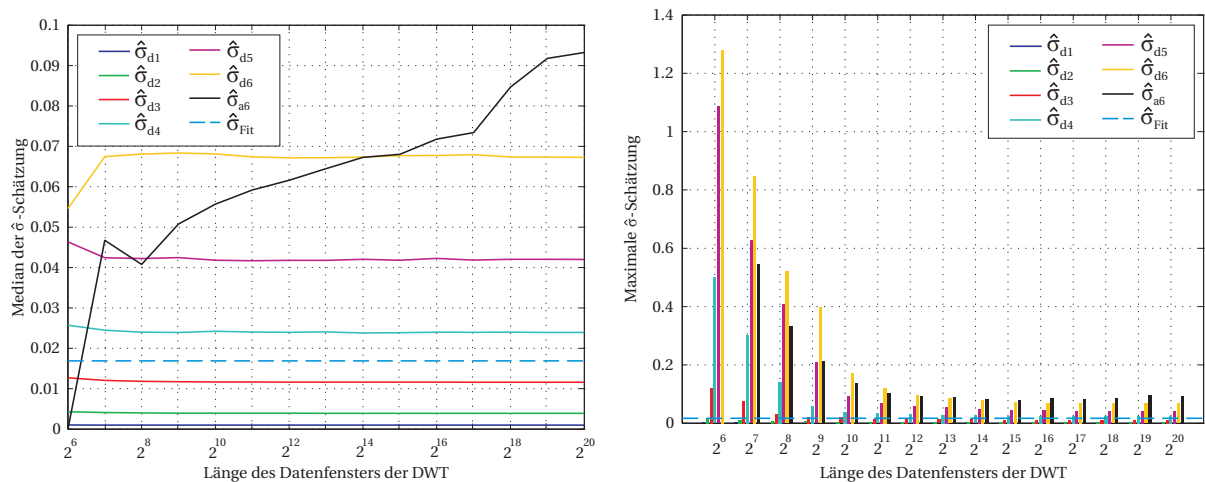 0.1
0.09
0.08
0.07
0.06
0.05
0.04
0.03
0.02
0.01
0
Median der σ̂-Schätzung
σ̂d1
σ̂d2
σ̂d3
σ̂d4
σ̂d5
σ̂d6
σ̂a6
σ̂Fit
2^6 2^8 2^10 2^12 2^14 2^16 2^18 2^20
Länge des Datenfensters der DWT
1.4
1.2
1
0.8
0.6
0.4
0.2
0
Maximale σ̂-Schätzung
σ̂d1
σ̂d2
σ̂d3
σ̂d4
σ̂d5
σ̂d6
σ̂a6
σ̂Fit
2^6 2^7 2^8 2^9 2^10 2^11 2^12 2^13 2^14 2^15 2^16 2^17 2^18 2^19 2^20
Länge des Datenfensters der DWT